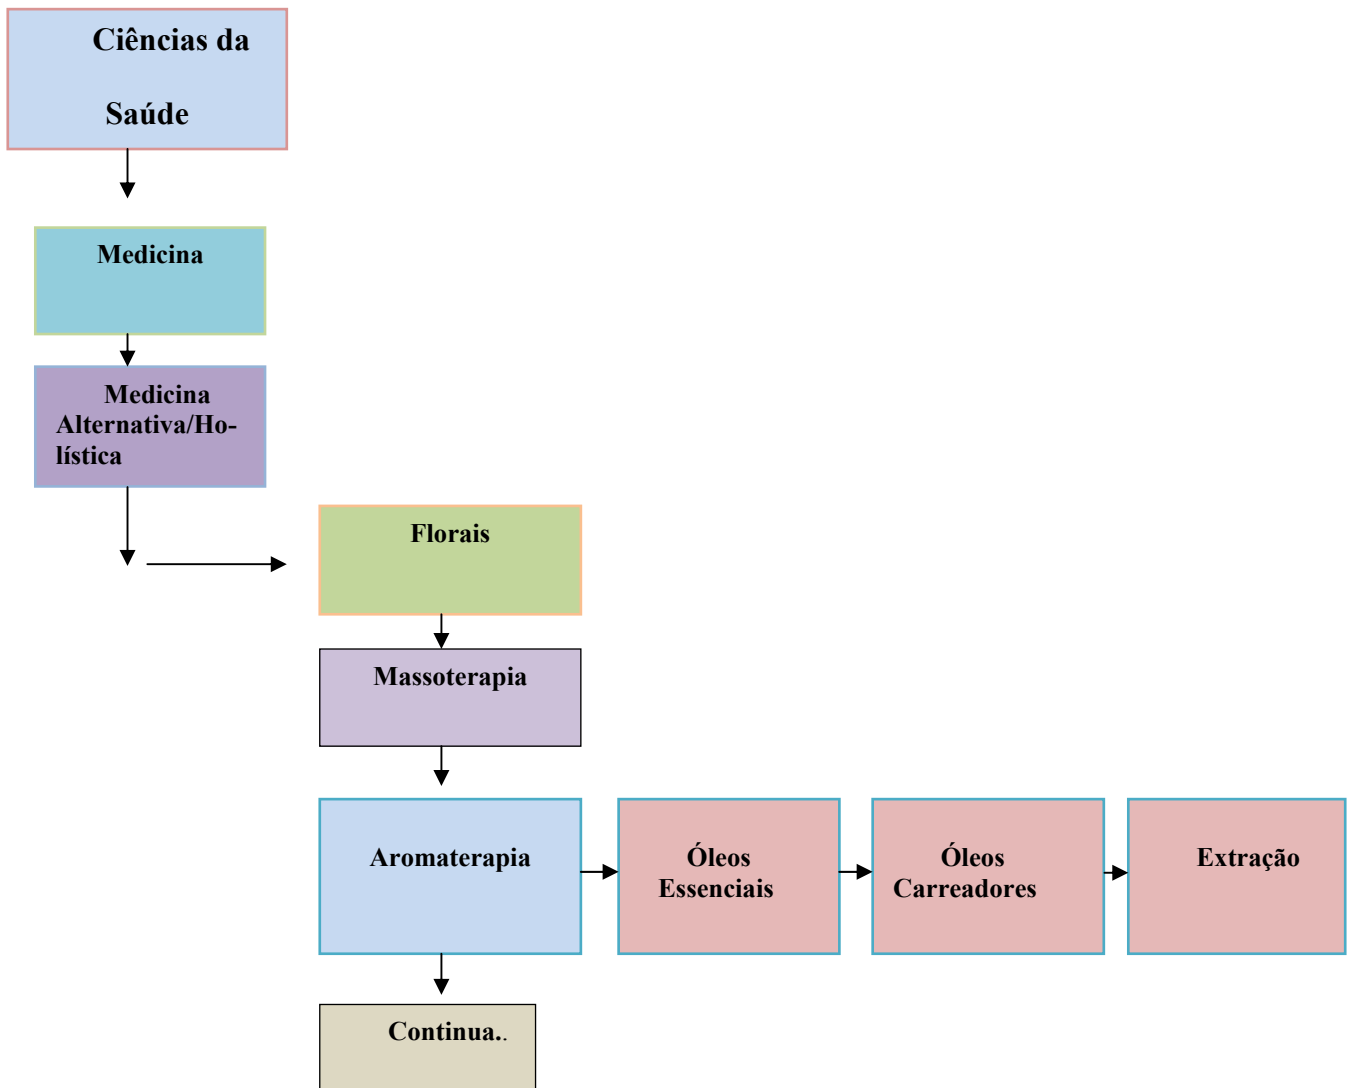 Ciências da
Saúde
Medicina
Medicina
Alternativa/Ho-
lística
Florais
Massoterapia
Aromaterapia
Óleos
Essenciais
Óleos
Carreadores
Extração
Continua..